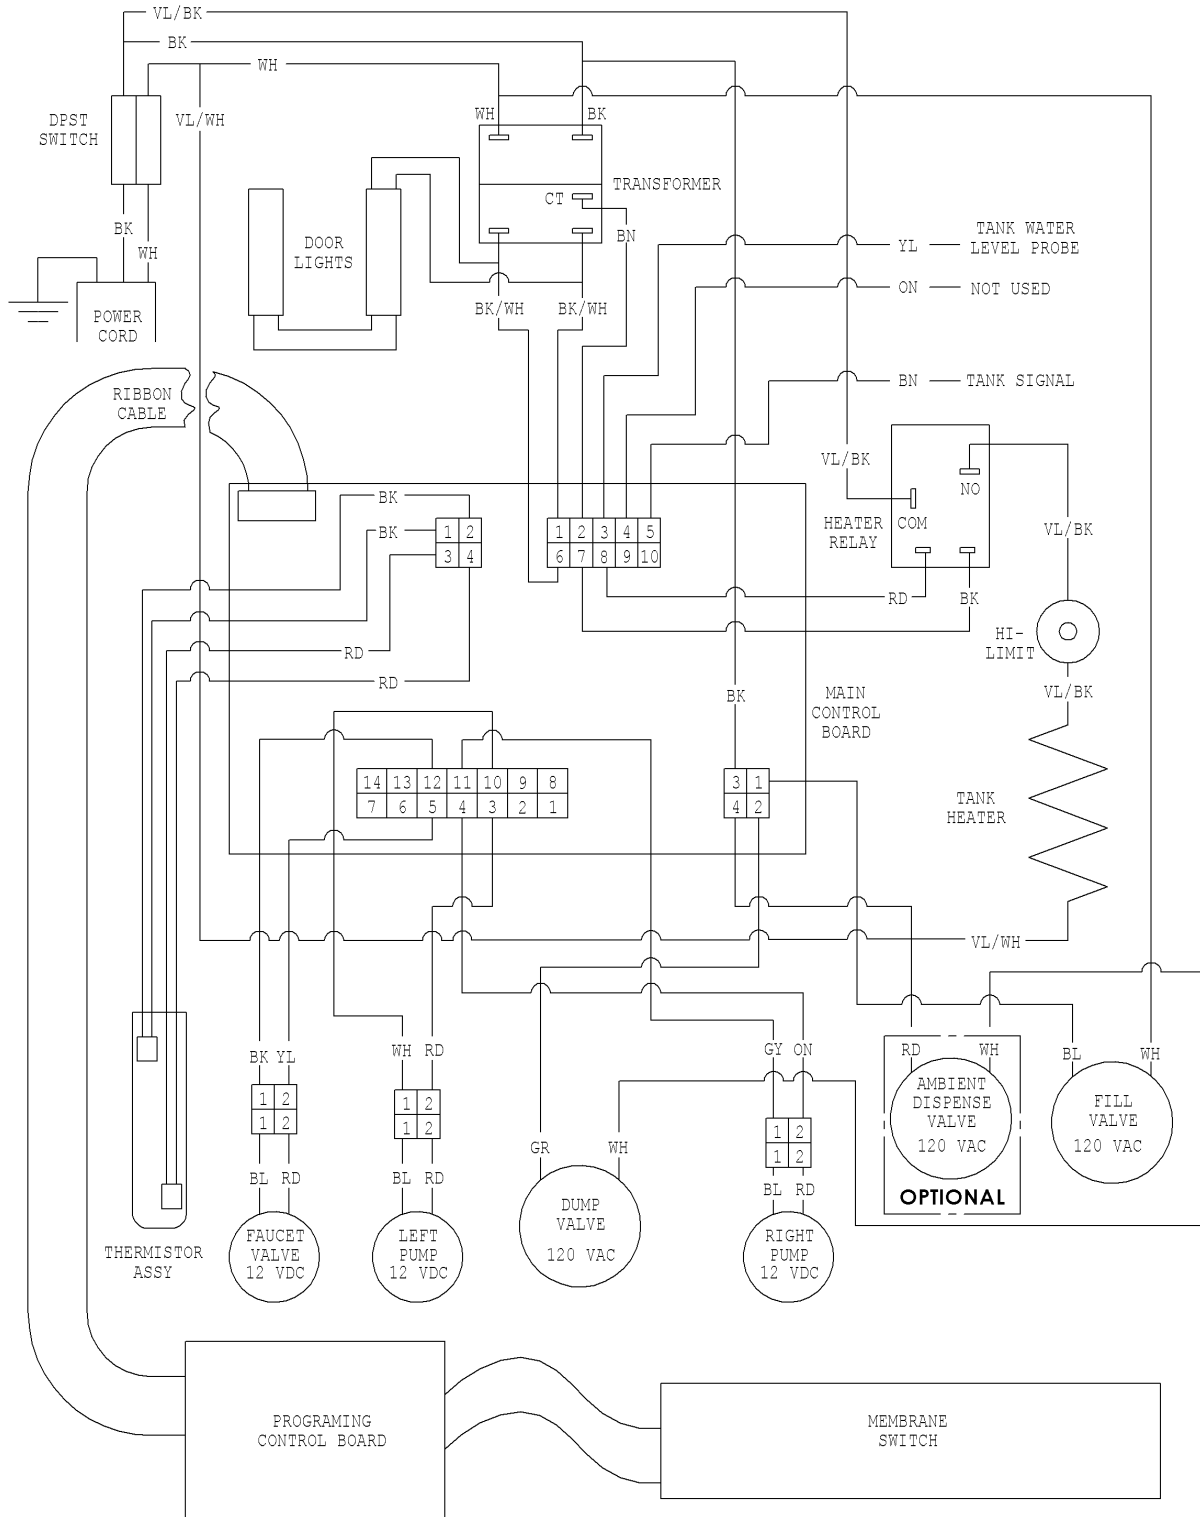 VL/BK
BK
WH
DPST
SWITCH
VL/WH
WH
BK
TRANSFORMER
CT
BN
BK
WH
DOOR
LIGHTS
POWER
CORD
BK/WH
BK/WH
YL
TANK WATER
LEVEL PROBE
ON
NOT USED
BN
TANK SIGNAL
RIBBON
CABLE
VL/BK
NO
COM
HEATER
RELAY
VL/BK
BK
BK
1 2
3 4
1 2 3 4 5
6 7 8 9 10
RD
BK
HI-
LIMIT
RD
RD
VL/BK
BK
MAIN
CONTROL
BOARD
14 13 12 11 10 9 8
7 6 5 4 3 2 1
3 1
4 2
TANK
HEATER
VL/WH
BK YL
WH RD
GY ON
RD
WH
BL
WH
1 2
1 2
1 2
1 2
1 2
1 2
AMBIENT
DISPENSE
VALVE
120 VAC
OPTIONAL
FILL
VALVE
120 VAC
GR
WH
BL RD
BL RD
BL RD
THERMISTOR
ASSY
FAUCET
VALVE
12 VDC
LEFT
PUMP
12 VDC
DUMP
VALVE
120 VAC
RIGHT
PUMP
12 VDC
PROGRAMING
CONTROL BOARD
MEMBRANE
SWITCH